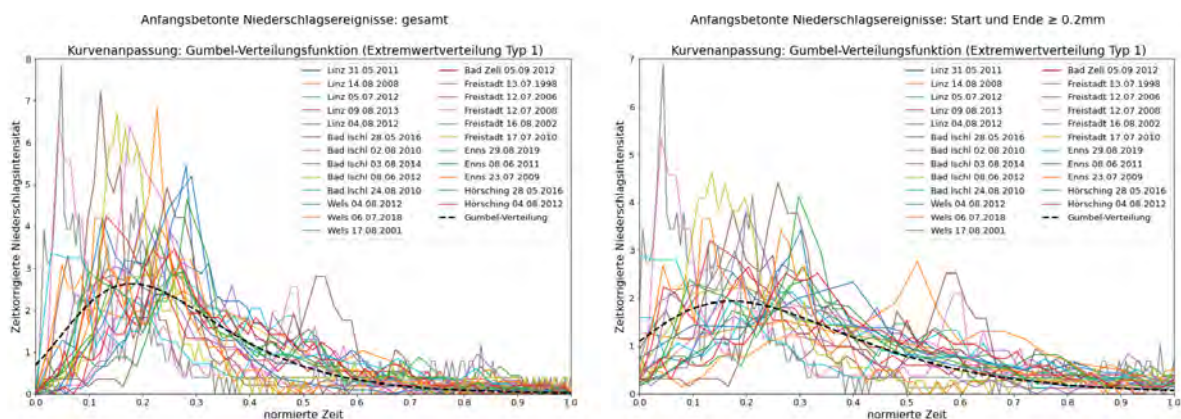 Anfangsbetonte Niederschlagsereignisse: gesamt
Kurvenanpassung: Gumbel-Verteilungsfunktion (Extremwertverteilung Typ 1)
Zeitkorrigierte Niederschlagsintensität
8
7
6
5
4
3
2
1
0
Linz 31.05.2011
Linz 14.08.2008
Linz 05.07.2012
Linz 09.08.2013
Linz 04.08.2012
Bad Ischl 28.05.2016
Bad Ischl 02.08.2010
Bad Ischl 03.08.2014
Bad Ischl 08.06.2012
Bad Ischl 24.08.2010
Wels 04.08.2012
Wels 06.07.2018
Wels 17.08.2001
Bad Zell 05.09.2012
Freistadt 13.07.1998
Freistadt 12.07.2006
Freistadt 12.07.2008
Freistadt 16.08.2002
Freistadt 17.07.2010
Enns 29.08.2019
Enns 08.06.2011
Enns 23.07.2009
Hörsching 28.05.2016
Hörsching 04.08.2012
Gumbel-Verteilung
0.0 0.1 0.2 0.3 0.4 0.5 0.6 0.7 0.8 0.9 1.0
normierte Zeit
Anfangsbetonte Niederschlagsereignisse: Start und Ende ≥ 0.2mm
Kurvenanpassung: Gumbel-Verteilungsfunktion (Extremwertverteilung Typ 1)
Zeitkorrigierte Niederschlagsintensität
7
6
5
4
3
2
1
0
Linz 31.05.2011
Linz 14.08.2008
Linz 05.07.2012
Linz 09.08.2013
Linz 04.08.2012
Bad Ischl 28.05.2016
Bad Ischl 02.08.2010
Bad Ischl 03.08.2014
Bad Ischl 08.06.2012
Bad Ischl 24.08.2010
Wels 04.08.2012
Wels 06.07.2018
Wels 17.08.2001
Bad Zell 05.09.2012
Freistadt 13.07.1998
Freistadt 12.07.2006
Freistadt 12.07.2008
Freistadt 16.08.2002
Freistadt 17.07.2010
Enns 29.08.2019
Enns 08.06.2011
Enns 23.07.2009
Hörsching 28.05.2016
Hörsching 04.08.2012
Gumbel-Verteilung
0.0 0.1 0.2 0.3 0.4 0.5 0.6 0.7 0.8 0.9 1.0
normierte Zeit